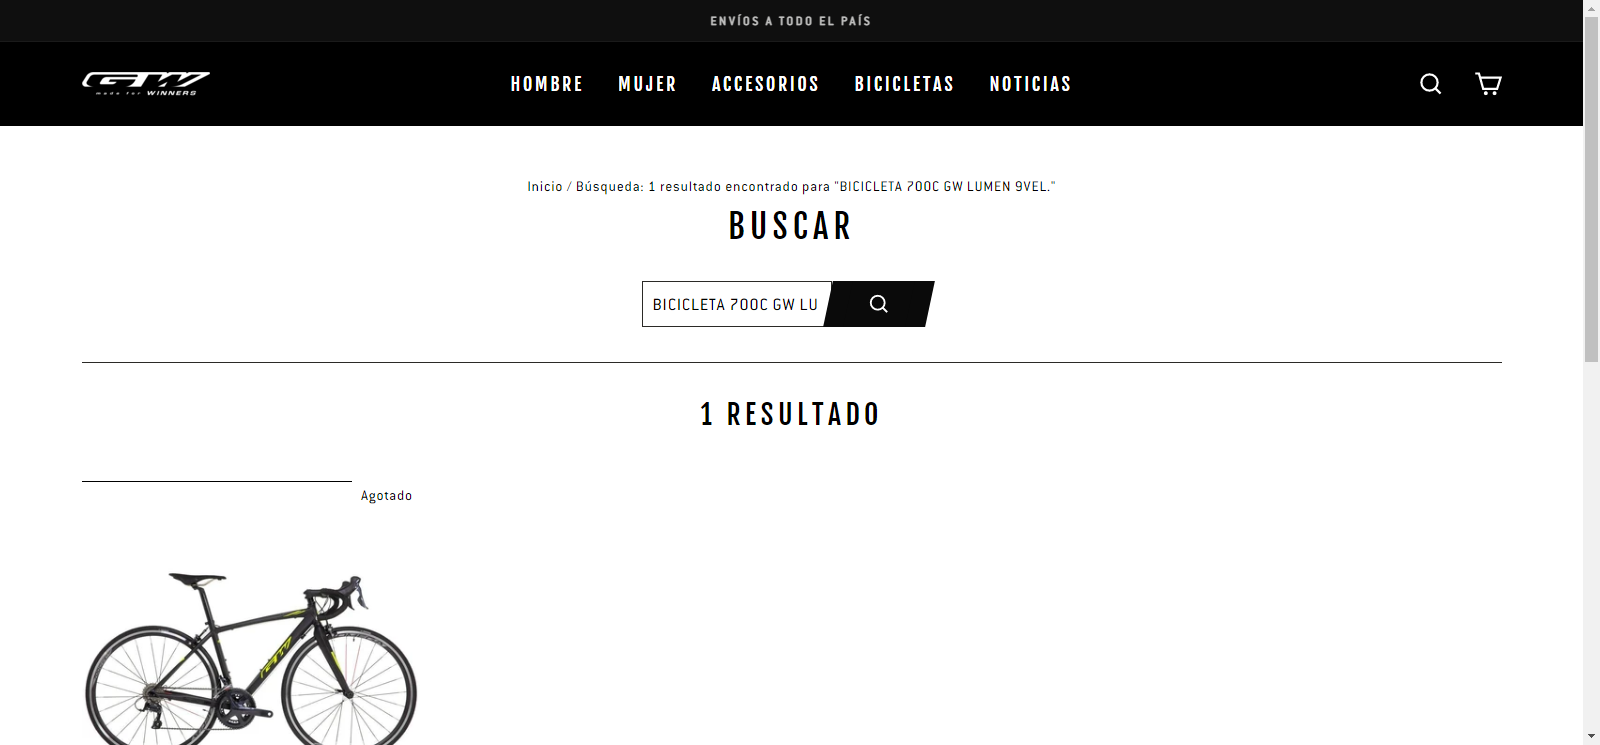 ENVÍOS A TODO EL PAÍS
GW
made for WINNERS
HOMBRE MUJER ACCESORIOS BICICLETAS NOTICIAS
Inicio / Búsqueda: 1 resultado encontrado para "BICICLETA 700C GW LUMEN 9VEL."
BUSCAR
BICICLETA 700C GW LU
1 RESULTADO
Agotado
GW